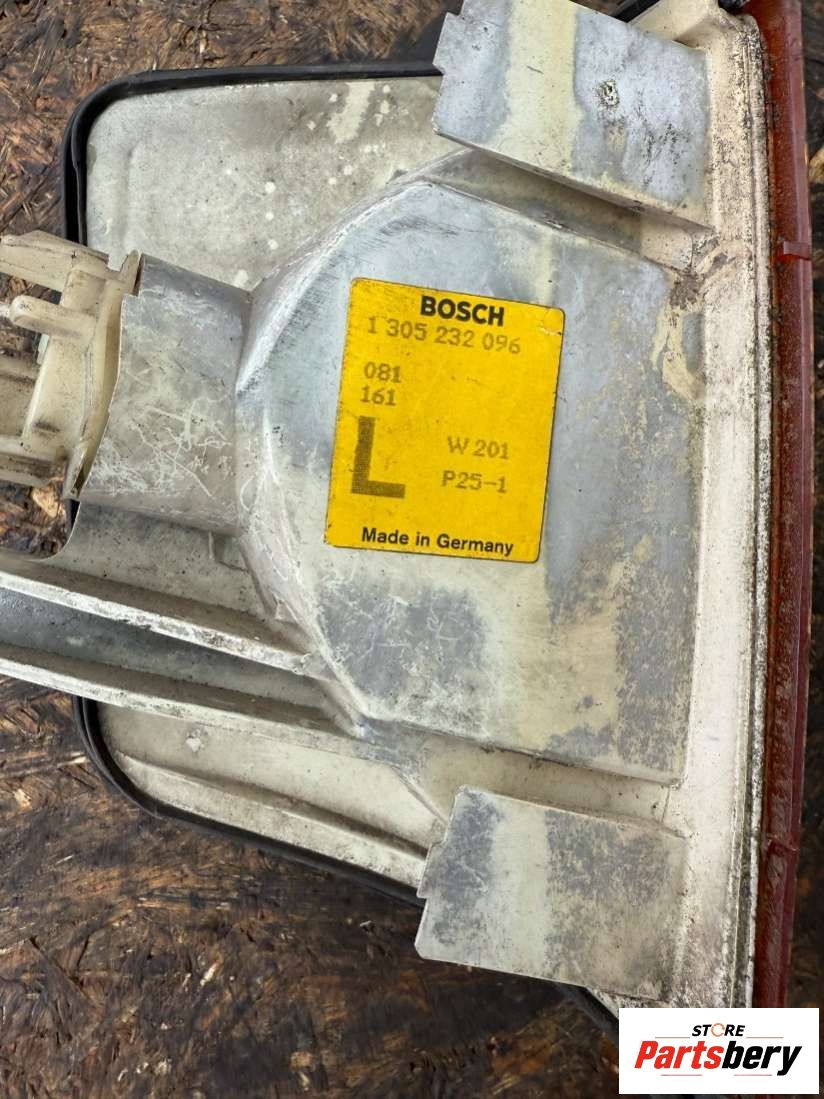 BOSCH
1 305 232 096
081
161
L
W 201
P25-1
Made in Germany
STORE
Partsbery